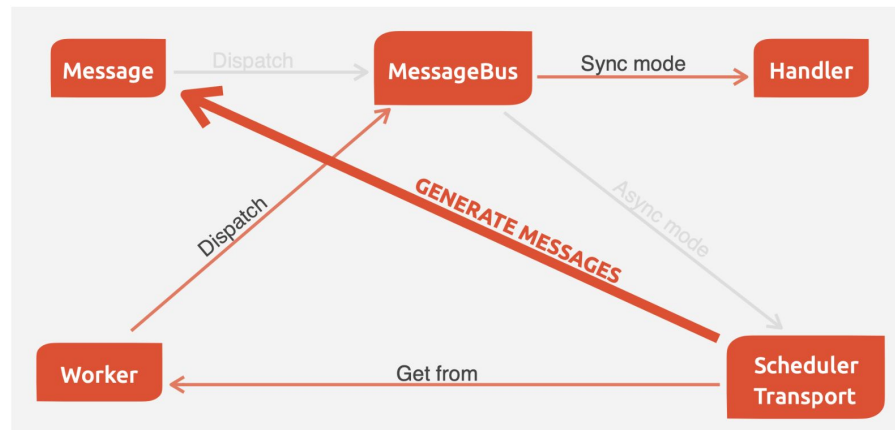 Message
Dispatch
MessageBus
Sync mode
Handler
GENERATE MESSAGES
Async mode
Dispatch
Worker
Get from
Scheduler
Transport